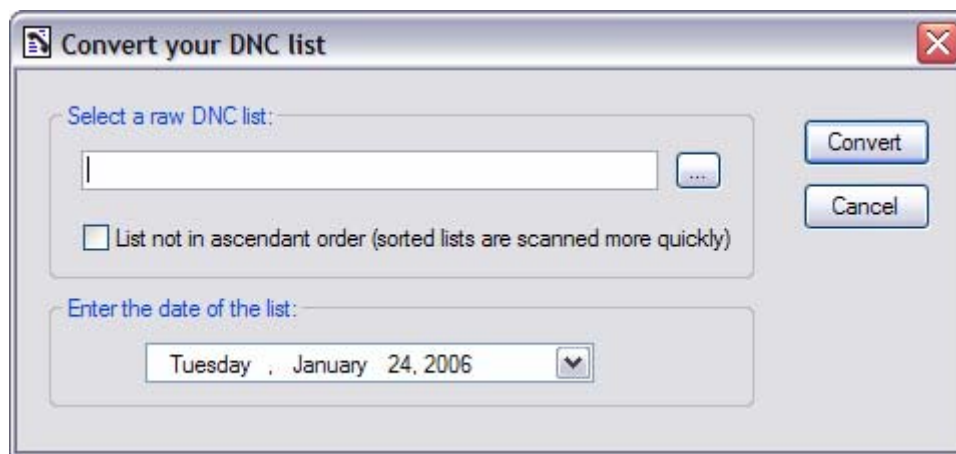 Convert your DNC list
Select a raw DNC list:
...
List not in ascendant order (sorted lists are scanned more quickly)
Enter the date of the list:
Tuesday , January 24, 2006
Convert
Cancel